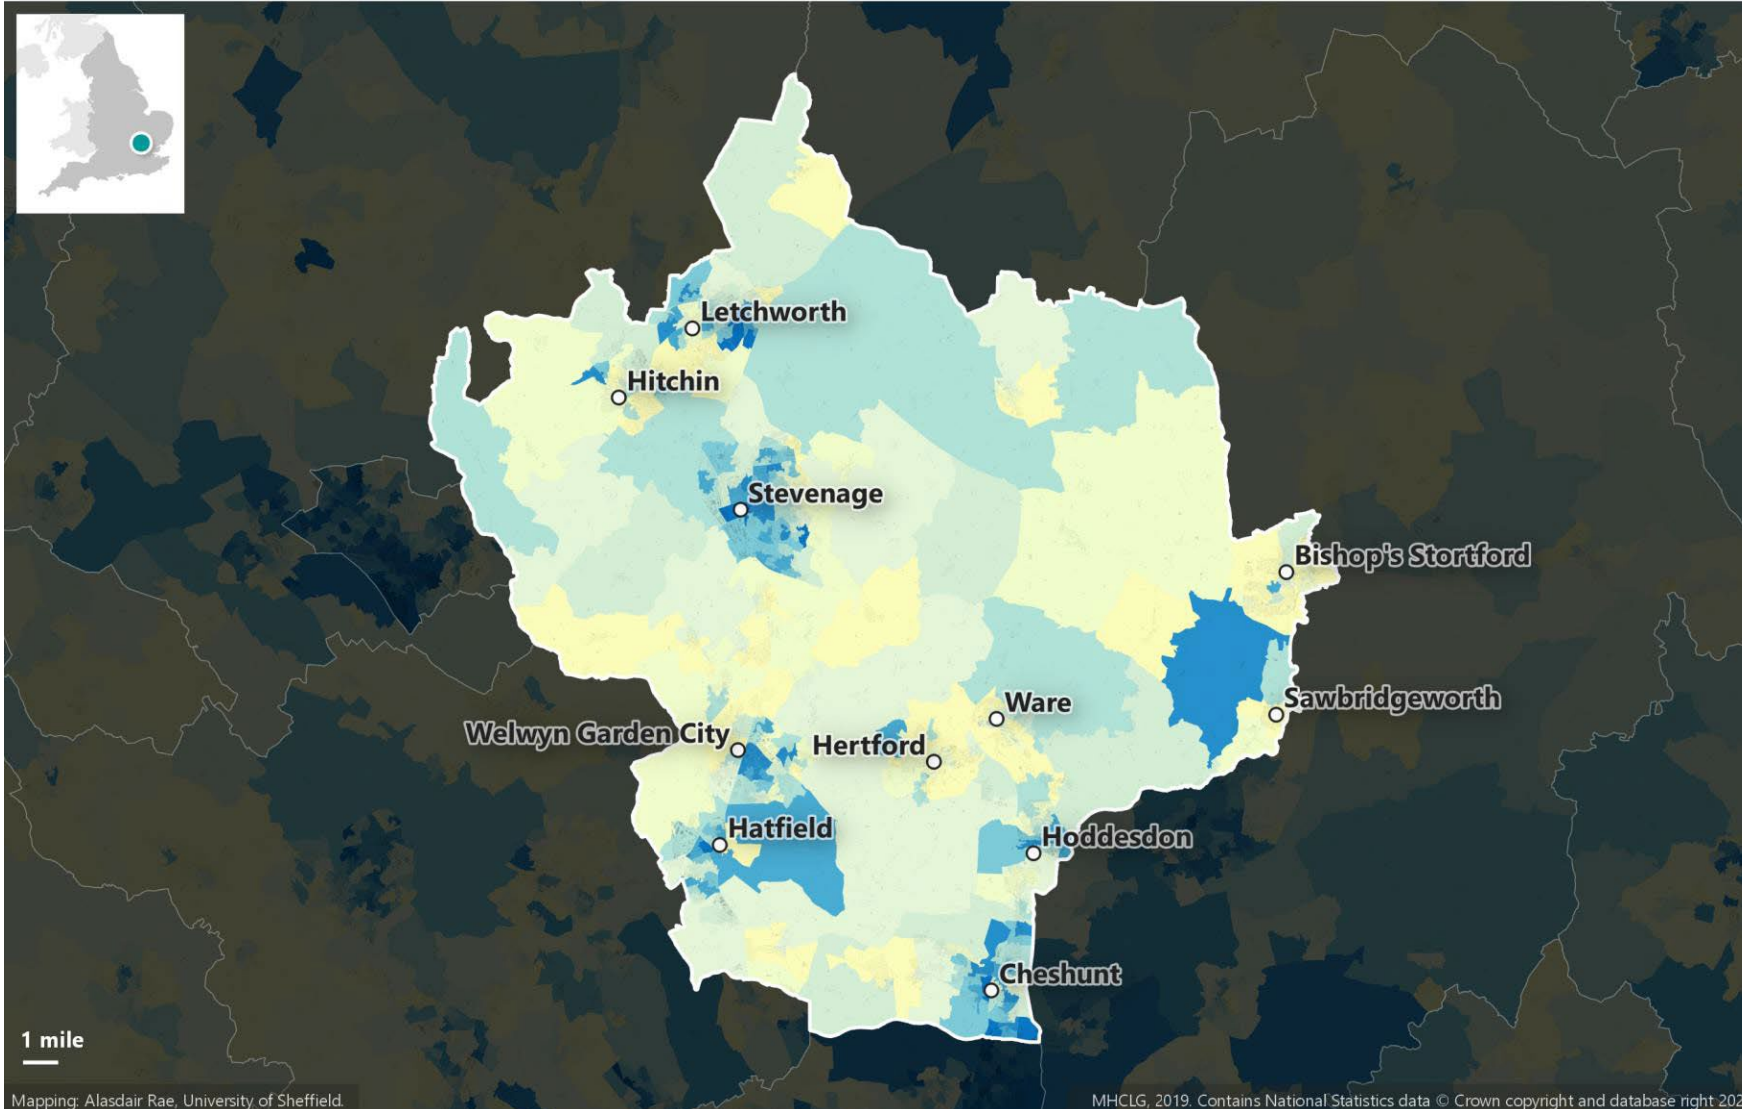 Letchworth
Hitchin
Stevenage
Bishop's Stortford
Sawbridgeworth
Ware
Welwyn Garden City
Hertford
Hatfield
Hoddesdon
Cheshunt
1 mile
Mapping: Alasdair Rae, University of Sheffield.
MHCLG, 2019. Contains National Statistics data © Crown copyright and database right 202